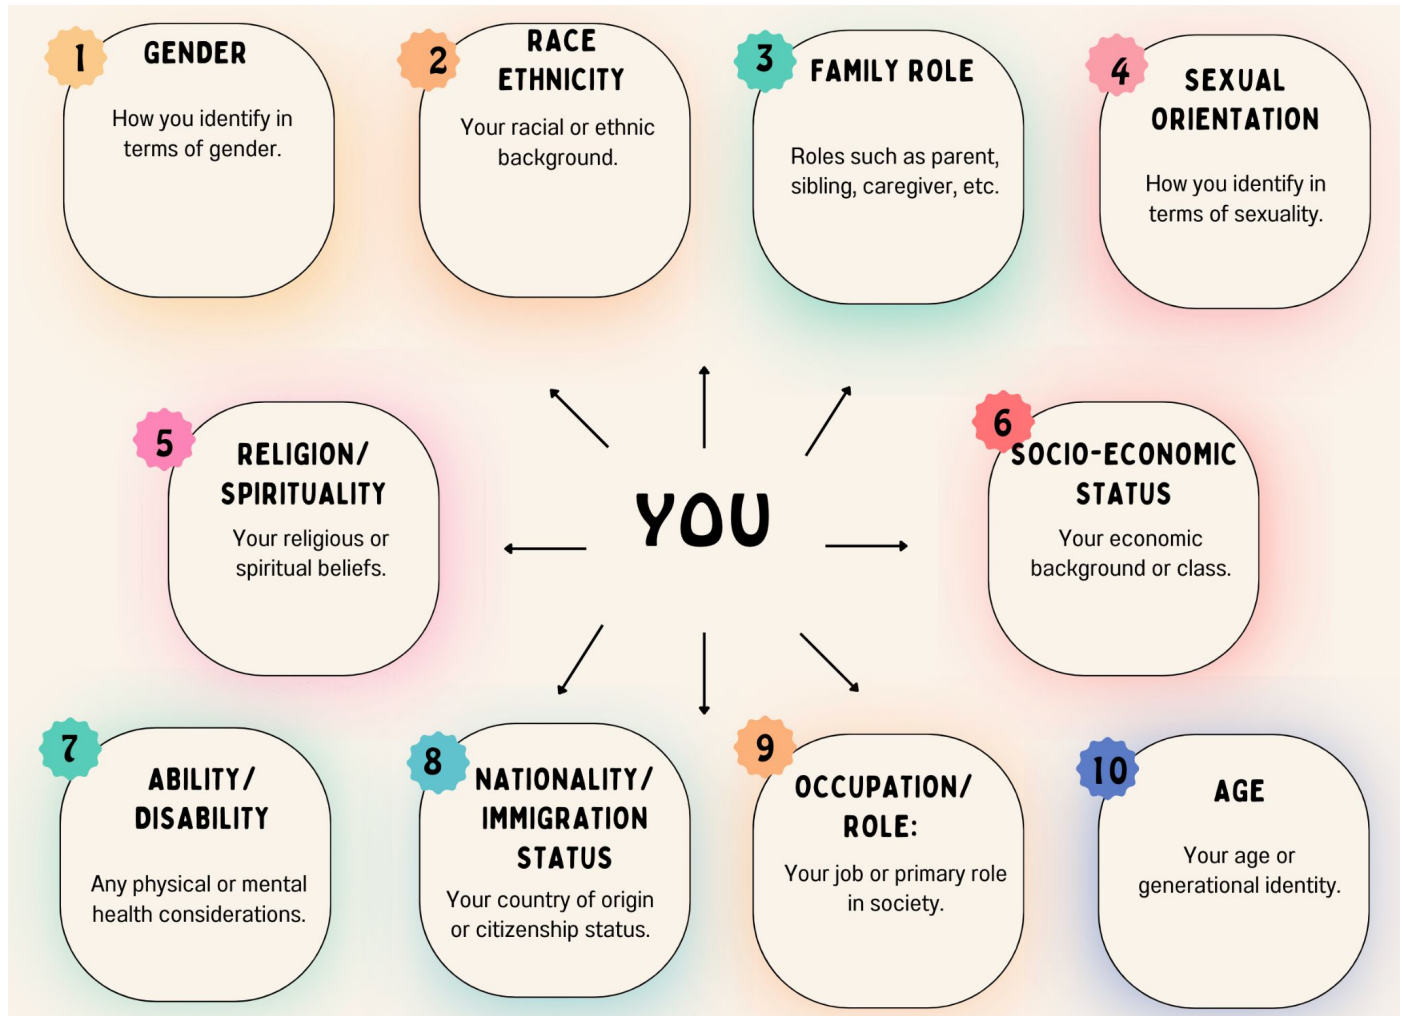 1
GENDER
How you identify in
terms of gender.
2
RACE
ETHNICITY
Your racial or ethnic
background.
3
FAMILY ROLE
Roles such as parent,
sibling, caregiver, etc.
4
SEXUAL
ORIENTATION
How you identify in
terms of sexuality.
5
RELIGION/
SPIRITUALITY
Your religious or
spiritual beliefs.
YOU
6
SOCIO-ECONOMIC
STATUS
Your economic
background or class.
7
ABILITY/
DISABILITY
Any physical or mental
health considerations.
8
NATIONALITY/
IMMIGRATION
STATUS
Your country of origin
or citizenship status.
9
OCCUPATION/
ROLE:
Your job or primary role
in society.
10
AGE
Your age or
generational identity.